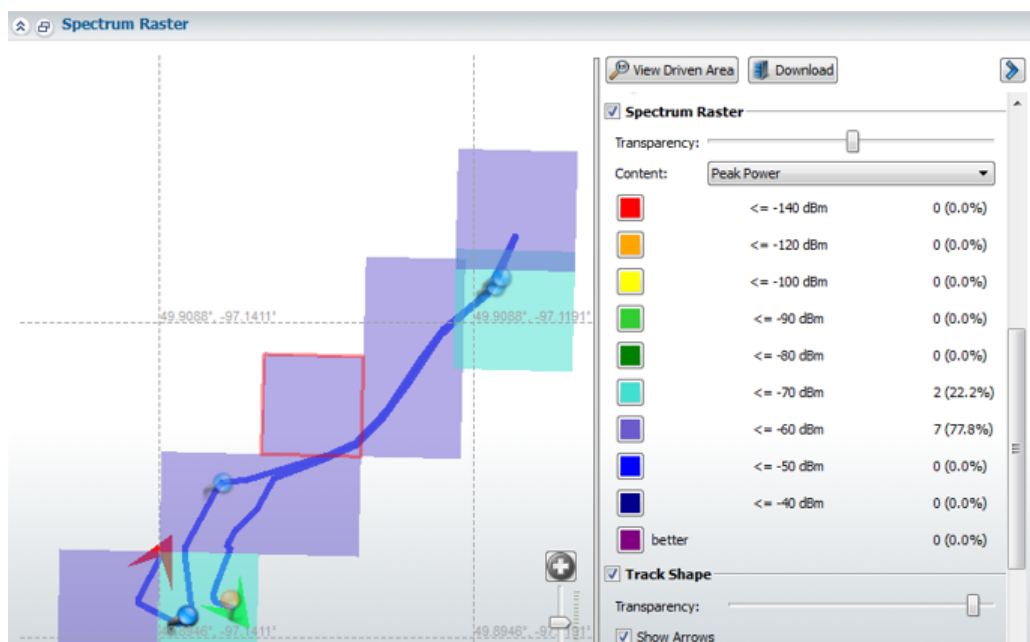 Spectrum Raster
View Driven Area
Download
Spectrum Raster
Transparency:
Content: Peak Power
<= -140 dBm 0 (0.0%)
<= -120 dBm 0 (0.0%)
<= -100 dBm 0 (0.0%)
<= -90 dBm 0 (0.0%)
<= -80 dBm 0 (0.0%)
<= -70 dBm 2 (22.2%)
<= -60 dBm 7 (77.8%)
<= -50 dBm 0 (0.0%)
<= -40 dBm 0 (0.0%)
better 0 (0.0%)
Track Shape
Transparency:
Show Arrows
49.9088°, -97.1411°
49.9088°, -97.1191°
49.8946°, -97.1411°
49.8946°, -97.1191°